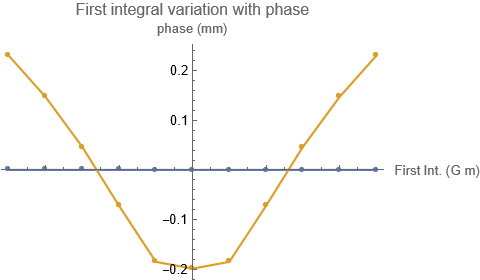 First integral variation with phase
phase (mm)
0.2
0.1
First Int. (G m)
−0.1
−0.2